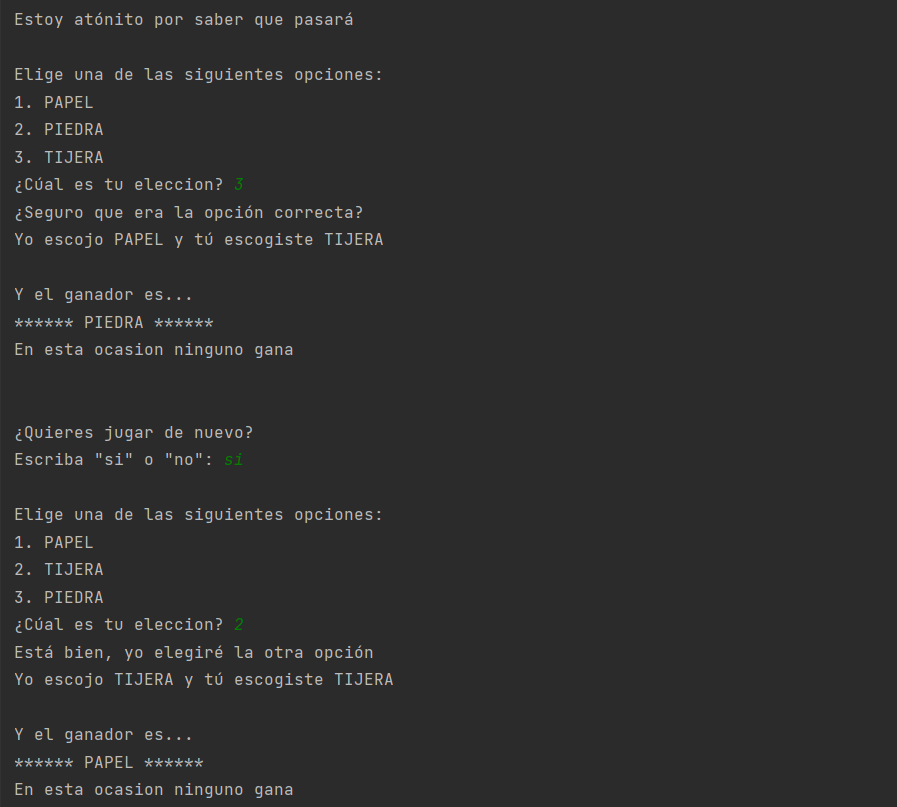 Estoy atónito por saber que pasará
Elige una de las siguientes opciones:
1. PAPEL
2. PIEDRA
3. TIJERA
¿Cúal es tu eleccion? 3
¿Seguro que era la opción correcta?
Yo escojo PAPEL y tú escogiste TIJERA
Y el ganador es...
****** PIEDRA ******
En esta ocasion ninguno gana
¿Quieres jugar de nuevo?
Escriba "si" o "no": si
Elige una de las siguientes opciones:
1. PAPEL
2. TIJERA
3. PIEDRA
¿Cúal es tu eleccion? 2
Está bien, yo elegiré la otra opción
Yo escojo TIJERA y tú escogiste TIJERA
Y el ganador es...
****** PAPEL ******
En esta ocasion ninguno gana